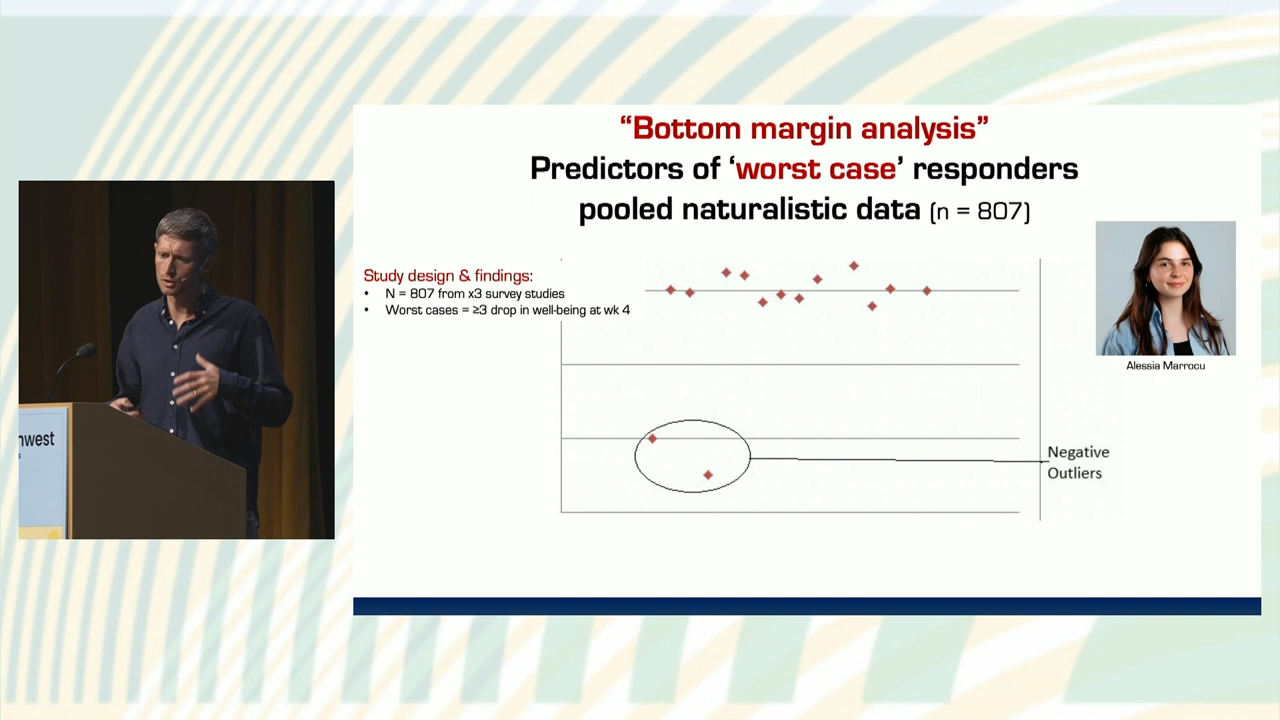 “Bottom margin analysis”
Predictors of ‘worst case’ responders
pooled naturalistic data (n = 807)
Study design & findings:
• N = 807 from x3 survey studies
• Worst cases = ≥3 drop in well-being at wk 4
Alessia Marrocu
Negative
Outliers
nwest